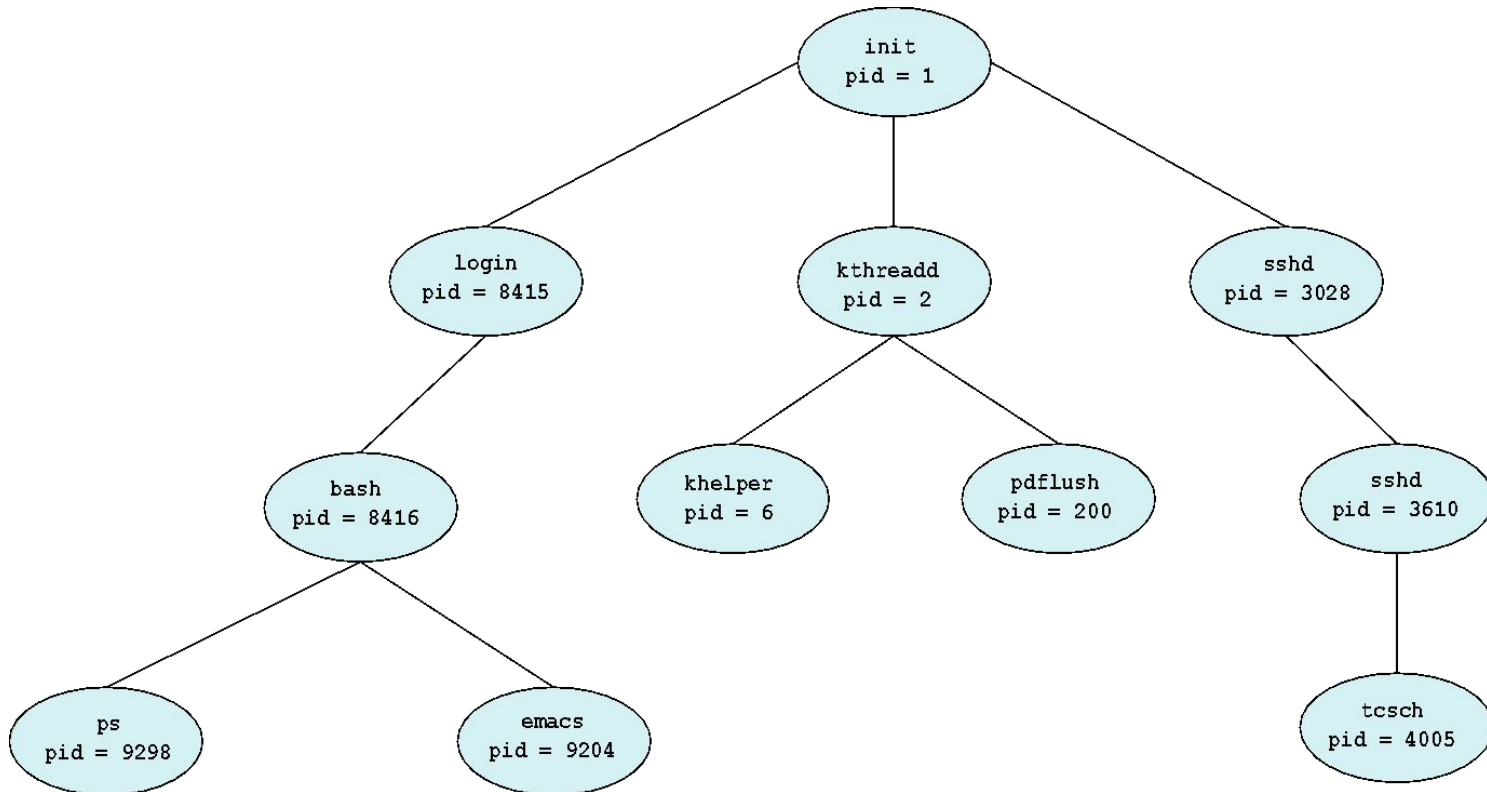 init
pid = 1
login
pid = 8415
kthreadd
pid = 2
sshd
pid = 3028
bash
pid = 8416
khelper
pid = 6
pdflush
pid = 200
sshd
pid = 3610
ps
pid = 9298
emacs
pid = 9204
tcsch
pid = 4005